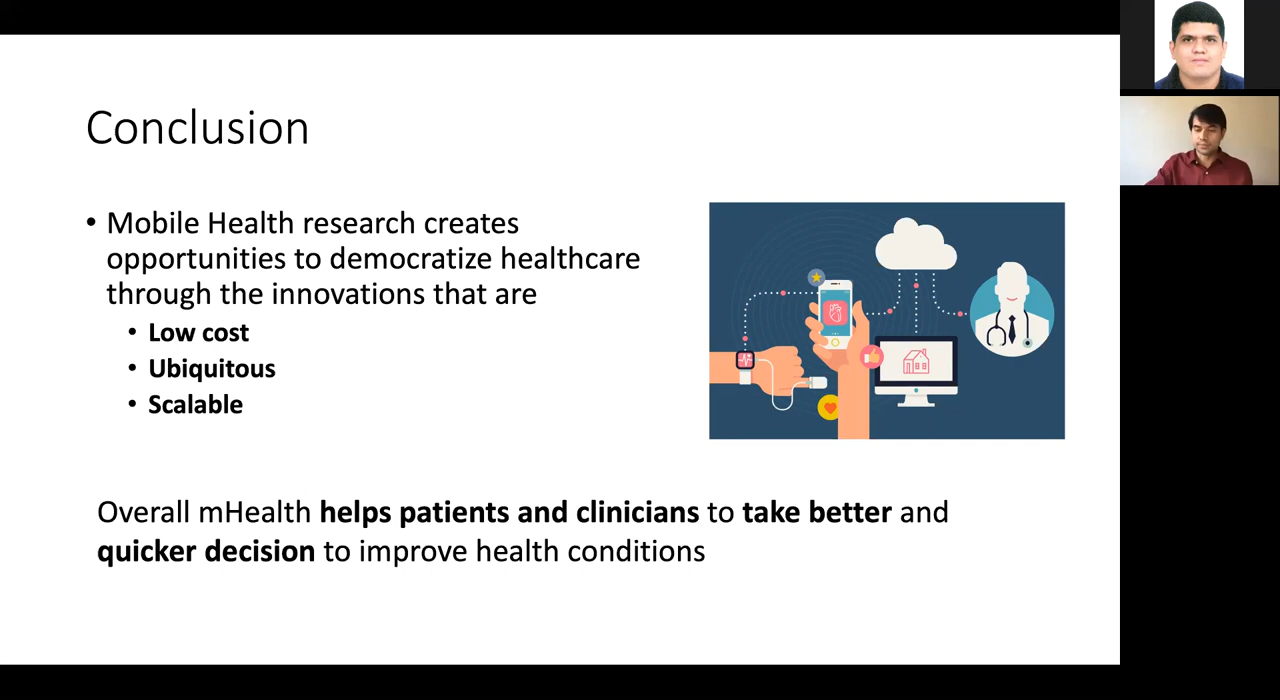 Conclusion
• Mobile Health research creates
opportunities to democratize healthcare
through the innovations that are
• Low cost
• Ubiquitous
• Scalable
Overall mHealth helps patients and clinicians to take better and
quicker decision to improve health conditions